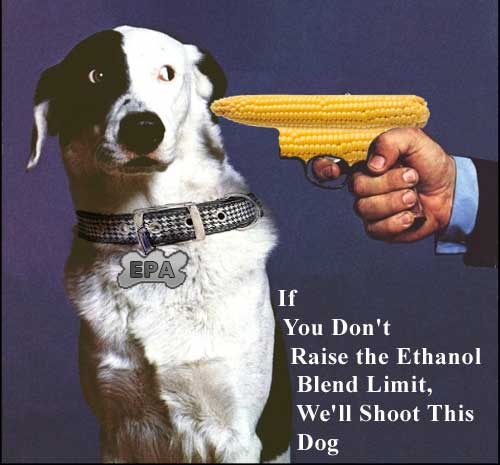 EPA
If
You Don't
Raise the Ethanol
Blend Limit,
We'll Shoot This
Dog